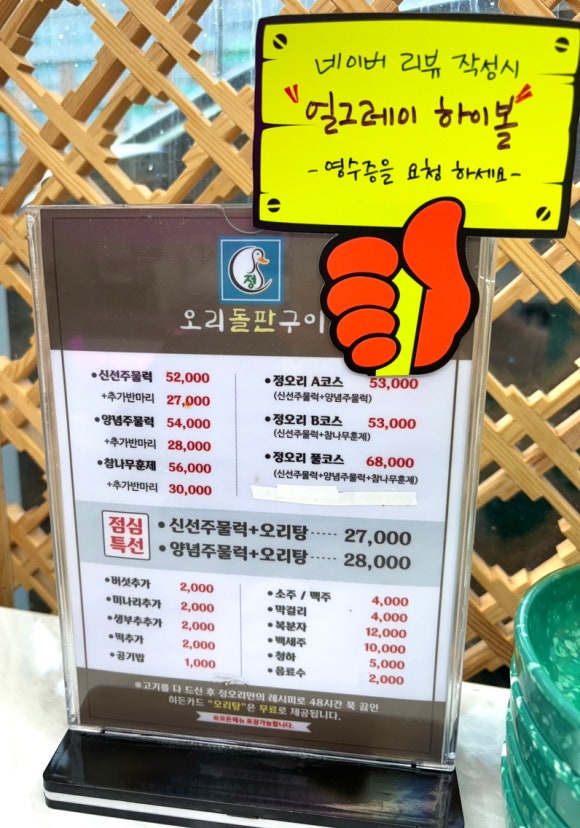 네이버 리뷰 작성시
얼그레이 하이볼
- 영수증을 요청 하세요 -
정
오리돌판구이
• 신선주물럭 52,000
+추가반마리 27,000
• 양념주물럭 54,000
+추가반마리 28,000
• 참나무훈제 56,000
+추가반마리 30,000
• 정오리 A코스 53,000
(신선주물럭+양념주물럭)
• 정오리 B코스 53,000
(신선주물럭+참나무훈제)
• 정오리 풀코스 68,000
(신선주물럭+양념주물럭+참나무훈제)
점심
특선
• 신선주물럭+오리탕 ····· 27,000
• 양념주물럭+오리탕 ····· 28,000
• 버섯추가 2,000
• 미나리추가 2,000
• 생부추추가 2,000
• 떡추가 2,000
• 공기밥 1,000
• 소주 / 맥주 4,000
• 막걸리 4,000
• 복분자 12,000
• 백세주 10,000
• 청하 5,000
• 음료수 2,000
※고기를 다 드신 후 정오리만의 레시피로 48시간 푹 끓인
히든카드 "오리탕"은 무료로 제공됩니다.
※모든메뉴 포장가능합니다.